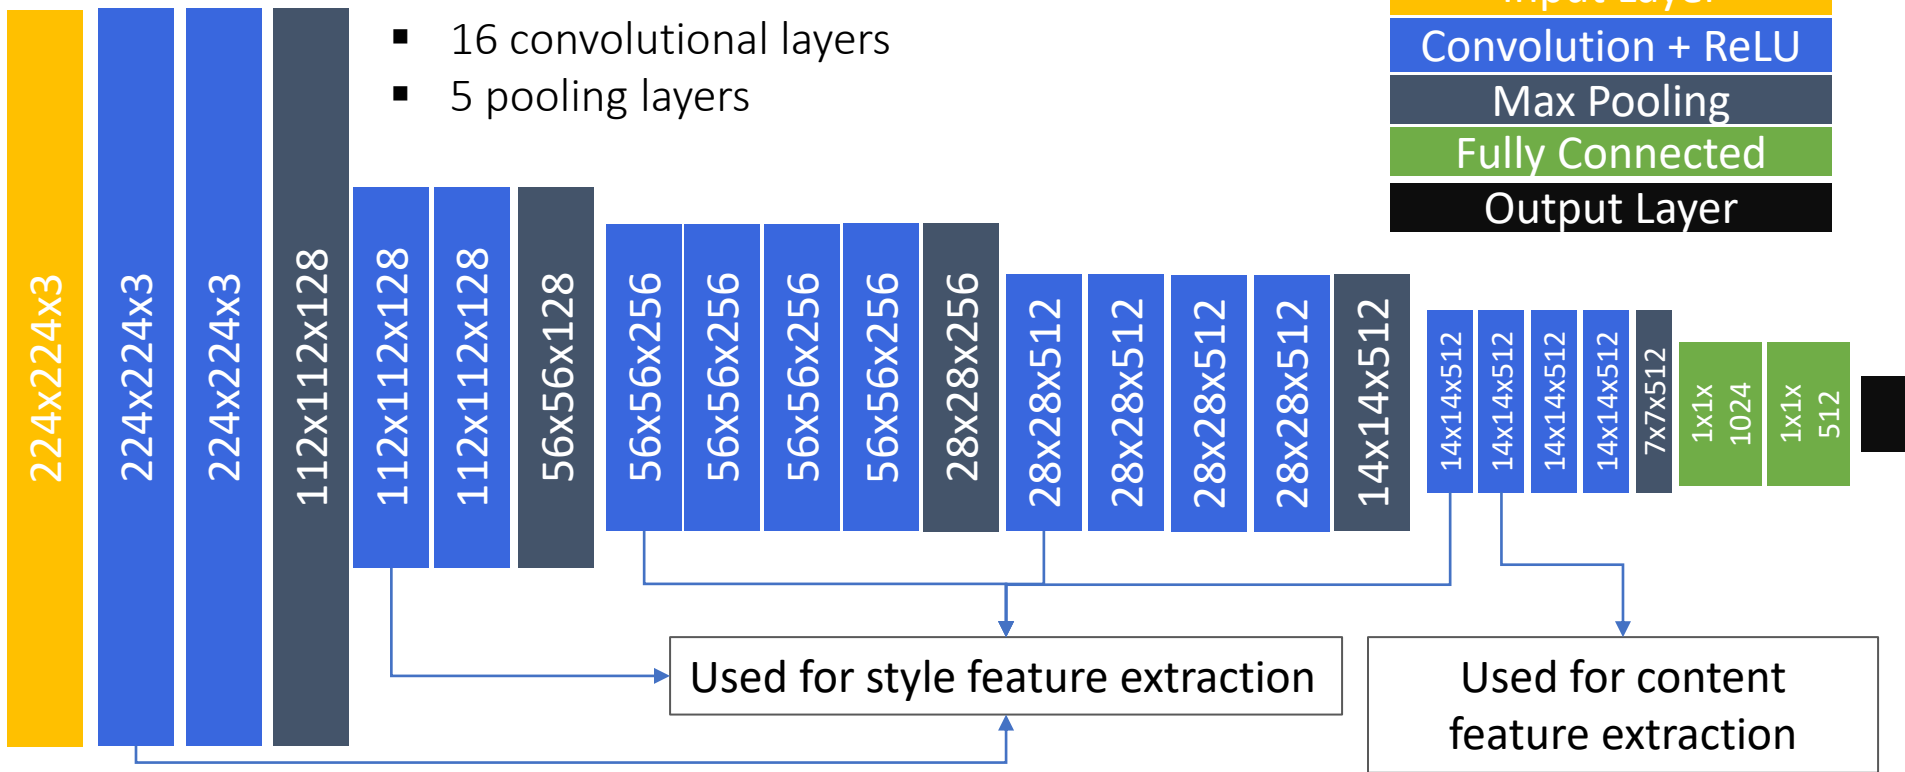 16 convolutional layers
5 pooling layers
Input Layer
Convolution + ReLU
Max Pooling
Fully Connected
Output Layer
224x224x3
224x224x3
224x224x3
112x112x128
112x112x128
112x112x128
56x56x128
56x56x256
56x56x256
56x56x256
56x56x256
28x28x256
28x28x512
28x28x512
28x28x512
28x28x512
14x14x512
14x14x512
14x14x512
14x14x512
14x14x512
7x7x512
1x1x
1024
1x1x
512
Used for style feature extraction
Used for content
feature extraction